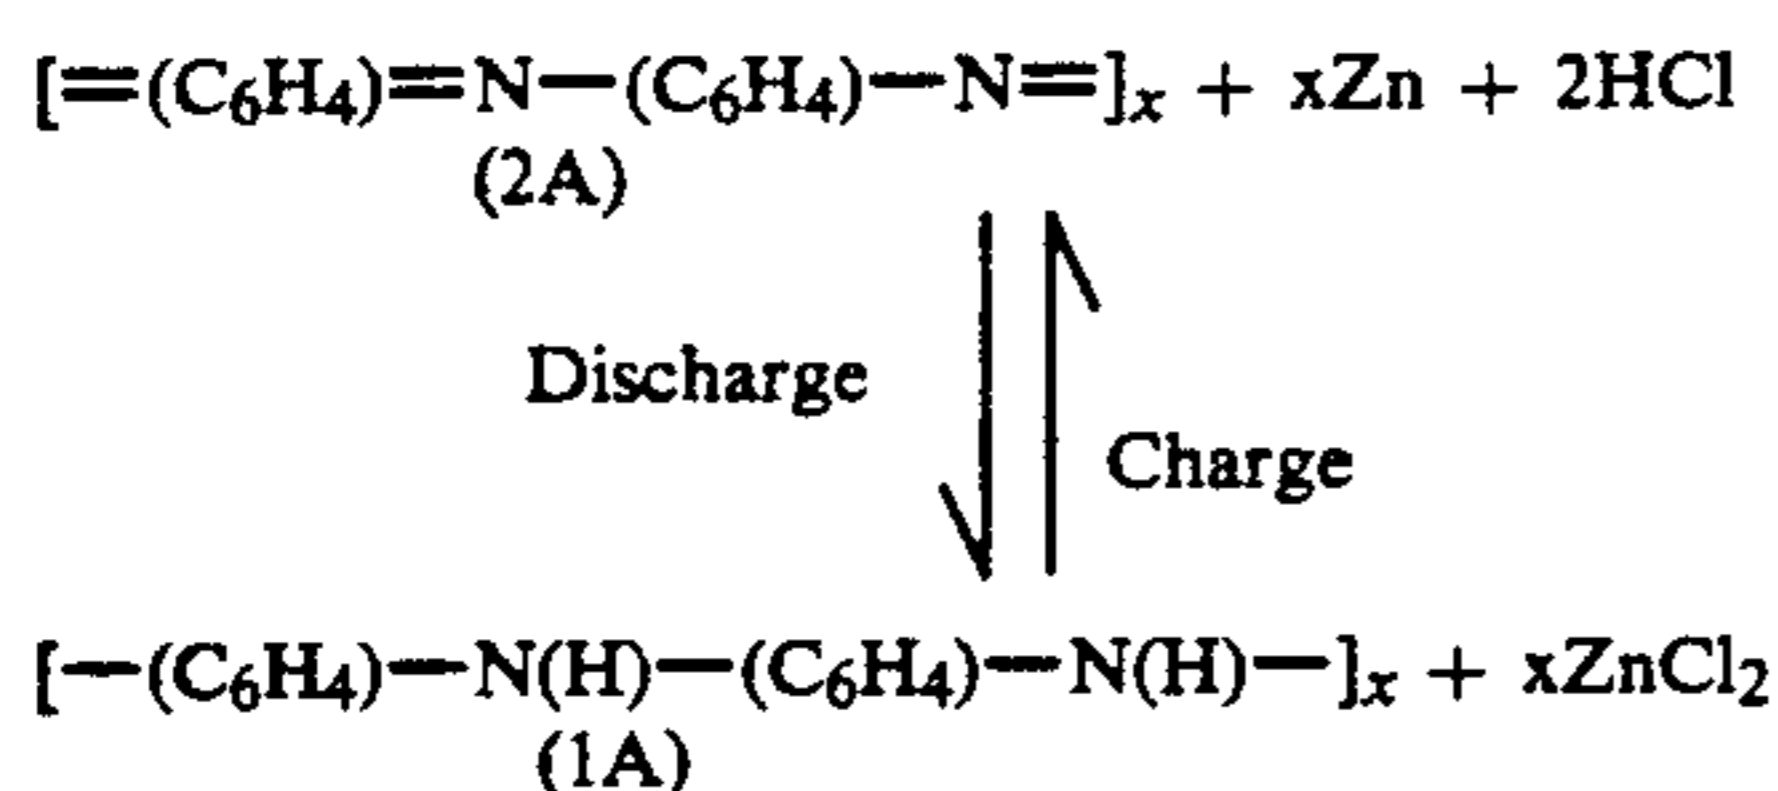 [=(C₆H₄)=N—(C₆H₄)—N=]ₓ + xZn + 2HCl
(2A)
Discharge
Charge
[—(C₆H₄)—N(H)—(C₆H₄)—N(H)—]ₓ + xZnCl₂
(1A)